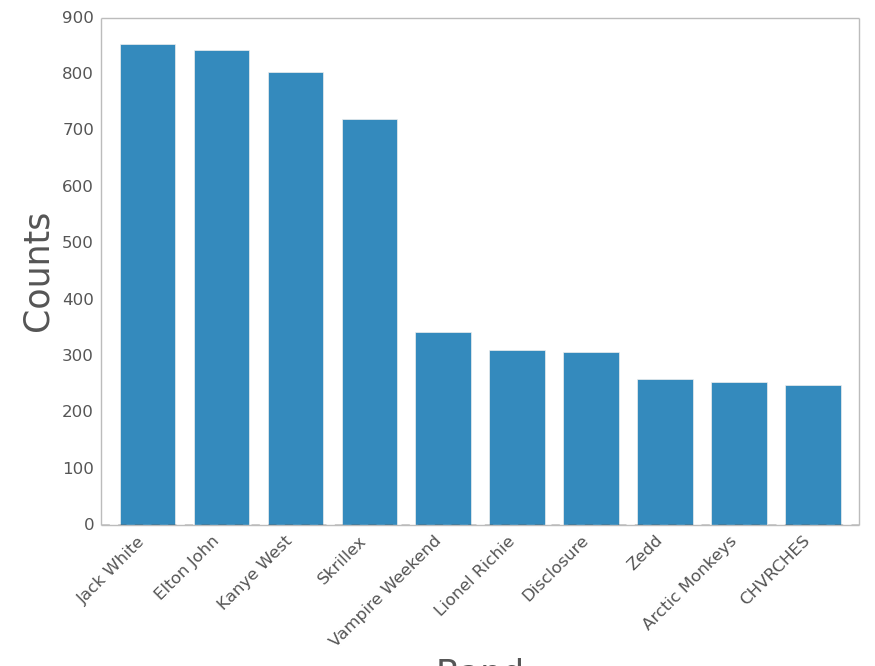 900
800
700
600
500
400
300
200
100
0
Counts
Jack White
Elton John
Kanye West
Skrillex
Vampire Weekend
Lionel Richie
Disclosure
Zedd
Arctic Monkeys
CHVRCHES
Band